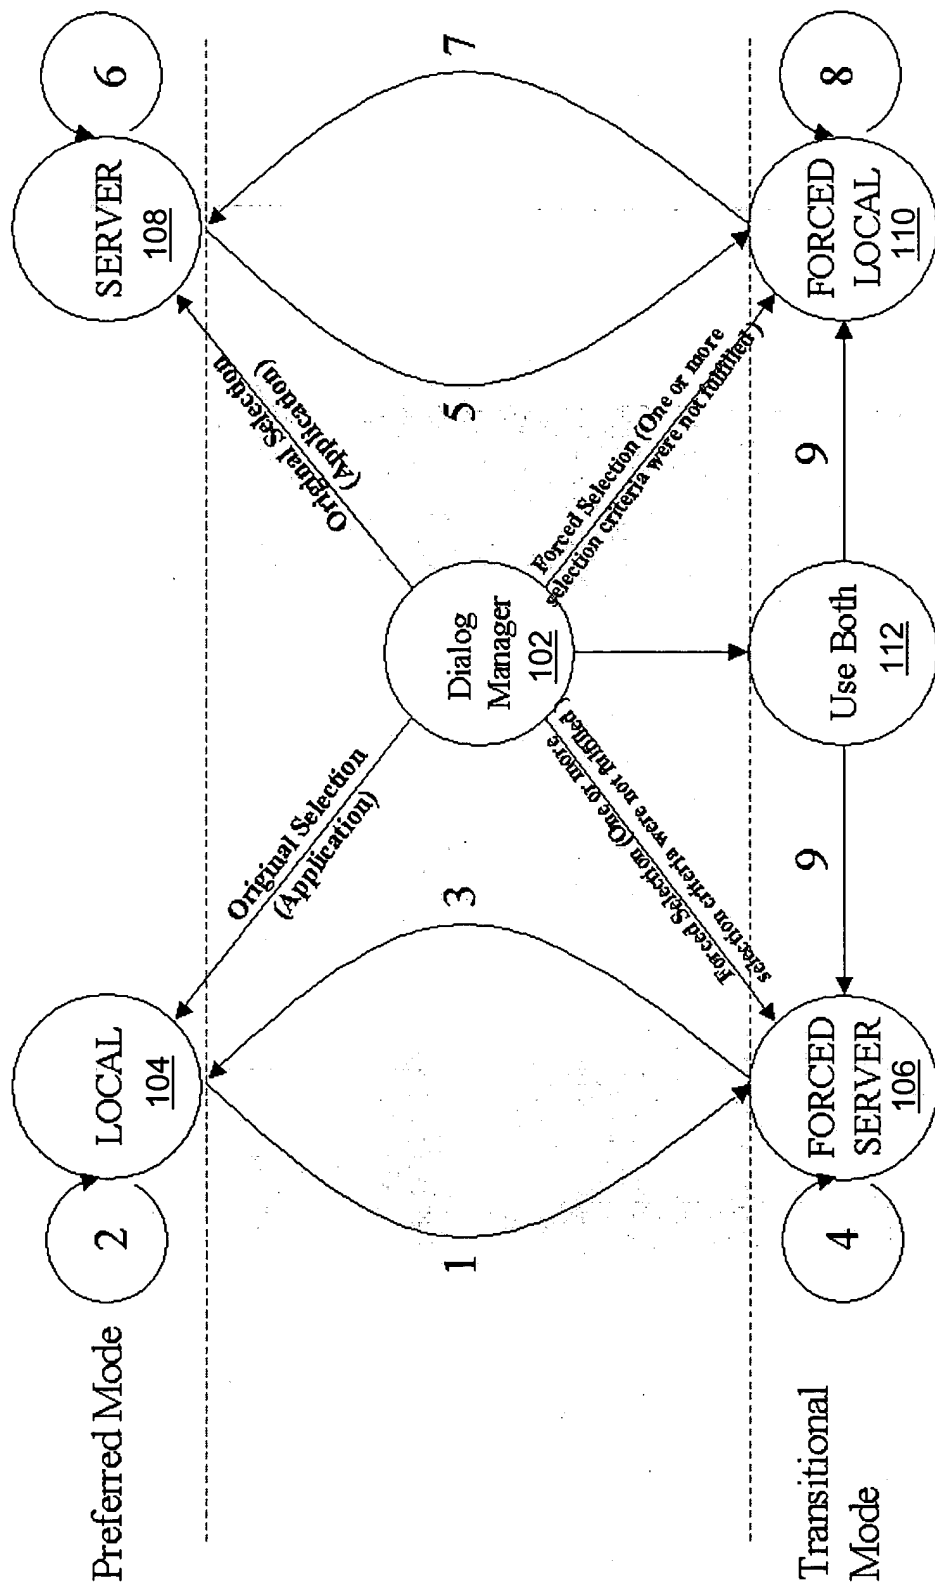 Preferred Mode
2
LOCAL
104
SERVER
108
6
Original Selection
(Application)
Original Selection
(Application)
1
3
Dialog
Manager
102
5
7
Forced Selection (One or more
selection criteria were not fulfilled )
Forced Selection (One or more
selection criteria were not fulfilled )
Transitional
Mode
4
FORCED
SERVER
106
9
Use Both
112
9
FORCED
LOCAL
110
8